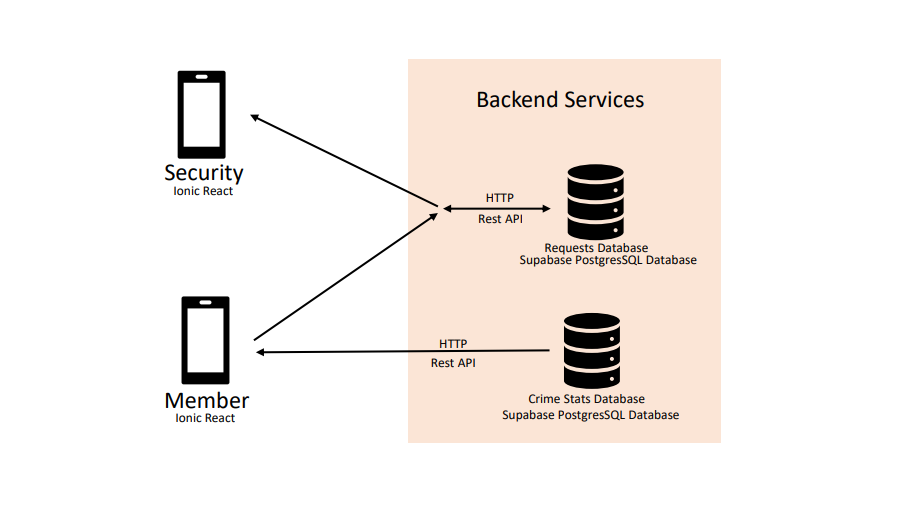 Backend Services
Security
Ionic React
HTTP
Rest API
Requests Database
Supabase PostgresSQL Database
Member
Ionic React
HTTP
Rest API
Crime Stats Database
Supabase PostgresSQL Database